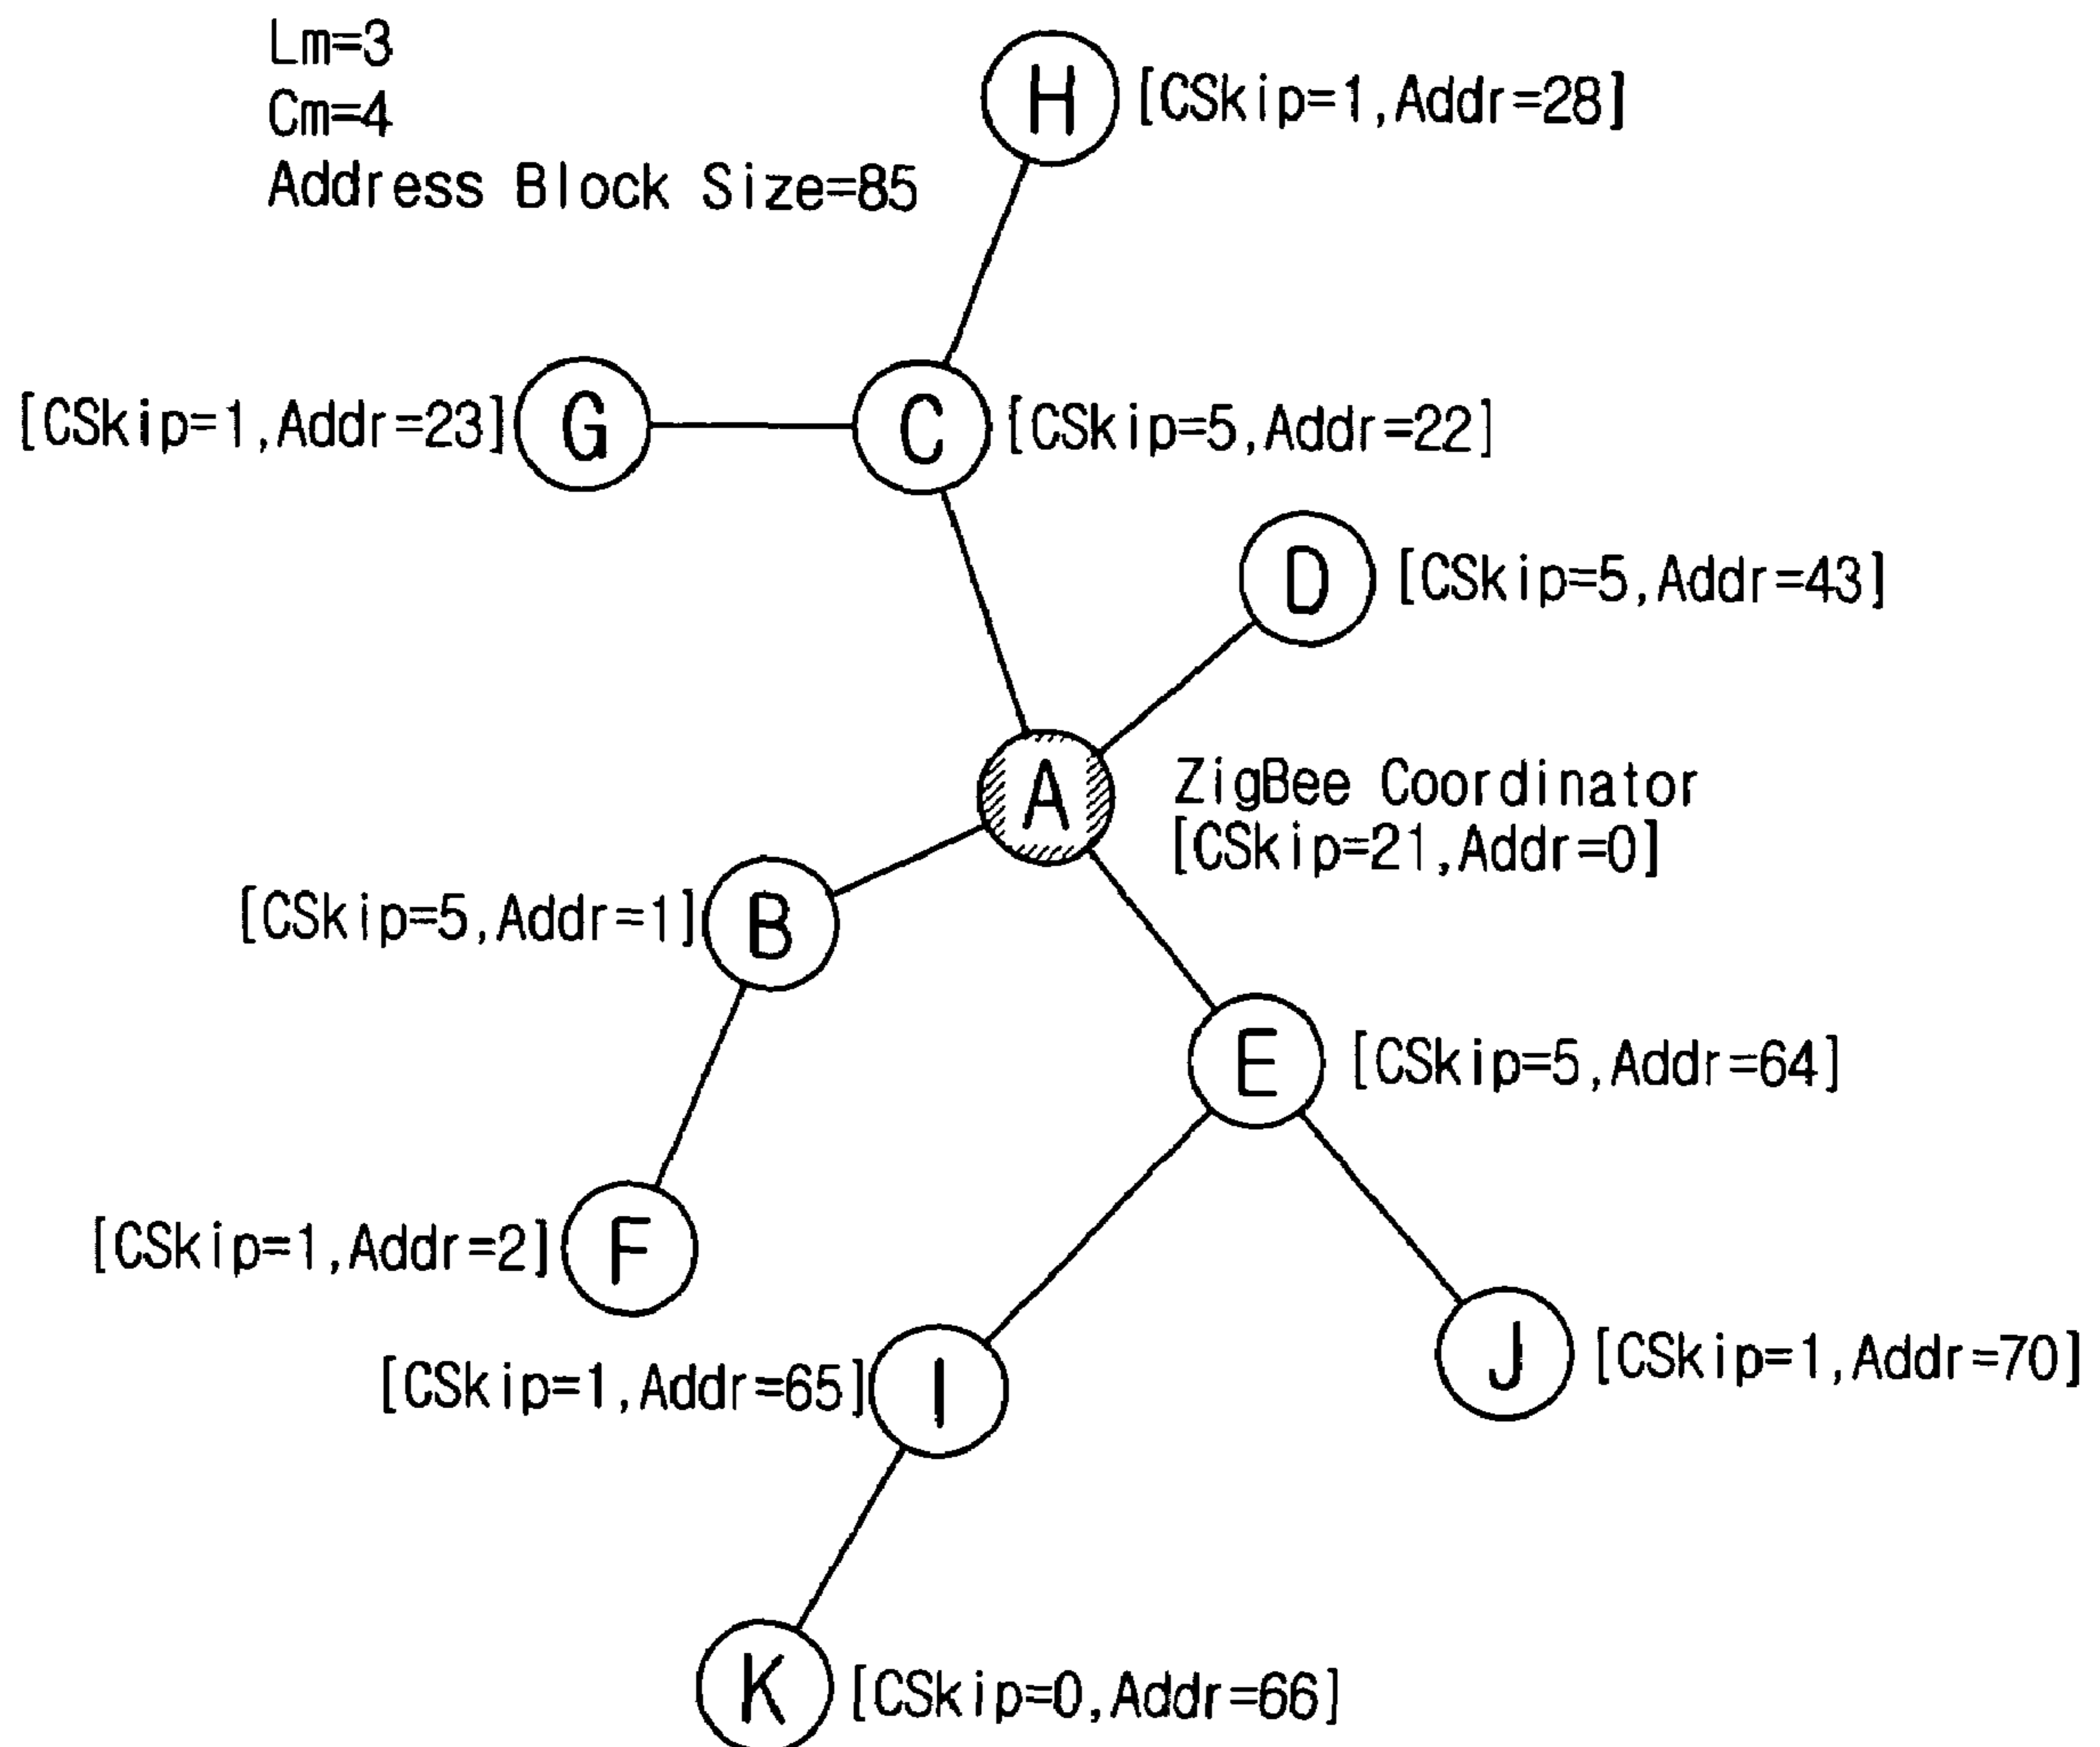 Lm=3
Cm=4
Address Block Size=85
H
[CSkip=1,Addr=28]
[CSkip=1,Addr=23]
G
C
[CSkip=5,Addr=22]
D
[CSkip=5,Addr=43]
A
ZigBee Coordinator
[CSkip=21,Addr=0]
[CSkip=5,Addr=1]
B
E
[CSkip=5,Addr=64]
[CSkip=1,Addr=2]
F
[CSkip=1,Addr=65]
I
J
[CSkip=1,Addr=70]
K
[CSkip=0,Addr=66]